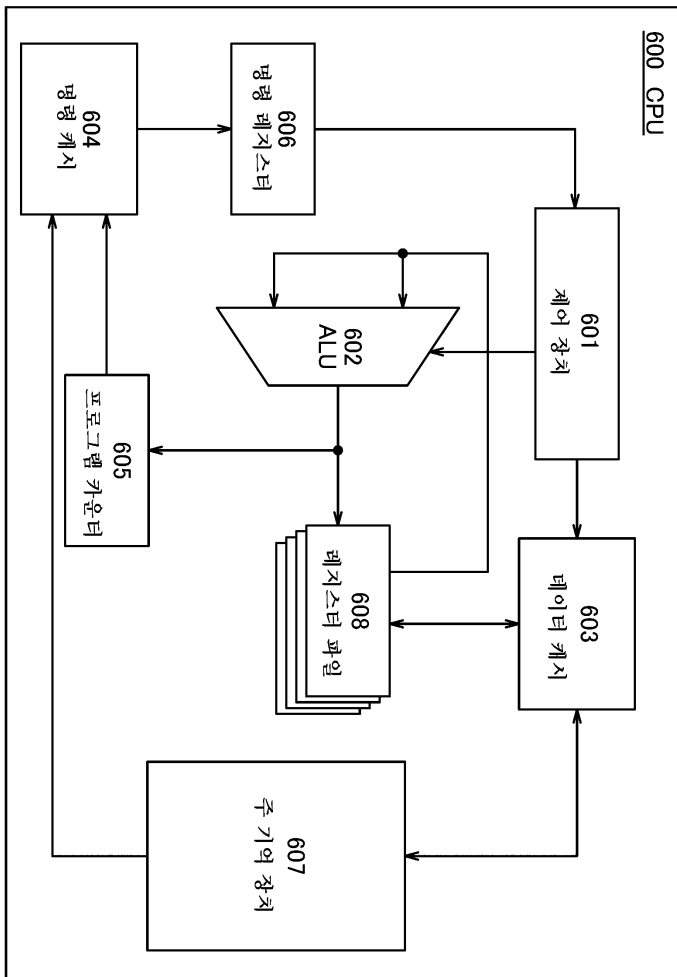 600 CPU
601
제어 장치
603
데이터 캐시
602
ALU
608
레지스터 파일
607
주 기억 장치
606
명령 레지스터
605
프로그램 카운터
604
명령 캐시